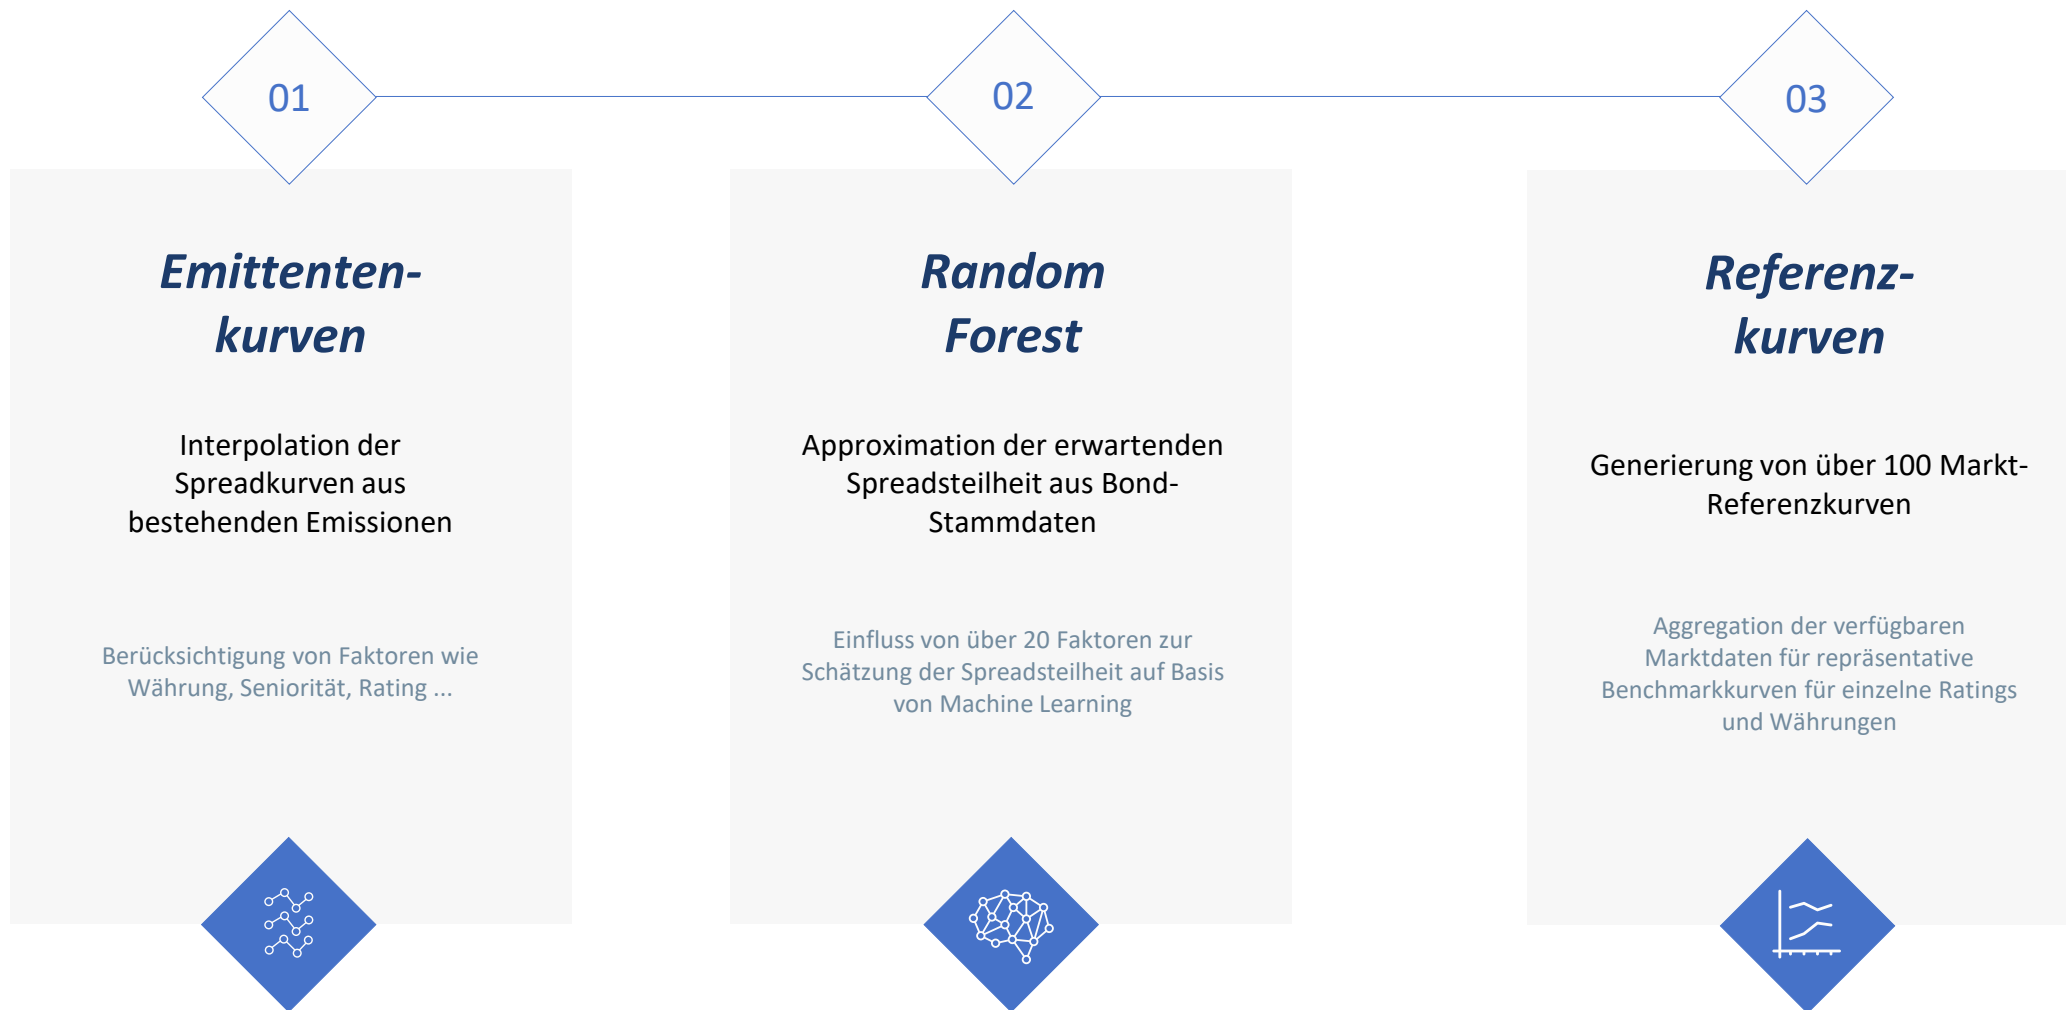 01
Emittenten-
kurven
Interpolation der
Spreadkurven aus
bestehenden Emissionen
Berücksichtigung von Faktoren wie
Währung, Seniorität, Rating ...
02
Random
Forest
Approximation der erwartenden
Spreadsteilheit aus Bond-
Stammdaten
Einfluss von über 20 Faktoren zur
Schätzung der Spreadsteilheit auf Basis
von Machine Learning
03
Referenz-
kurven
Generierung von über 100 Markt-
Referenzkurven
Aggregation der verfügbaren
Marktdaten für repräsentative
Benchmarkkurven für einzelne Ratings
und Währungen